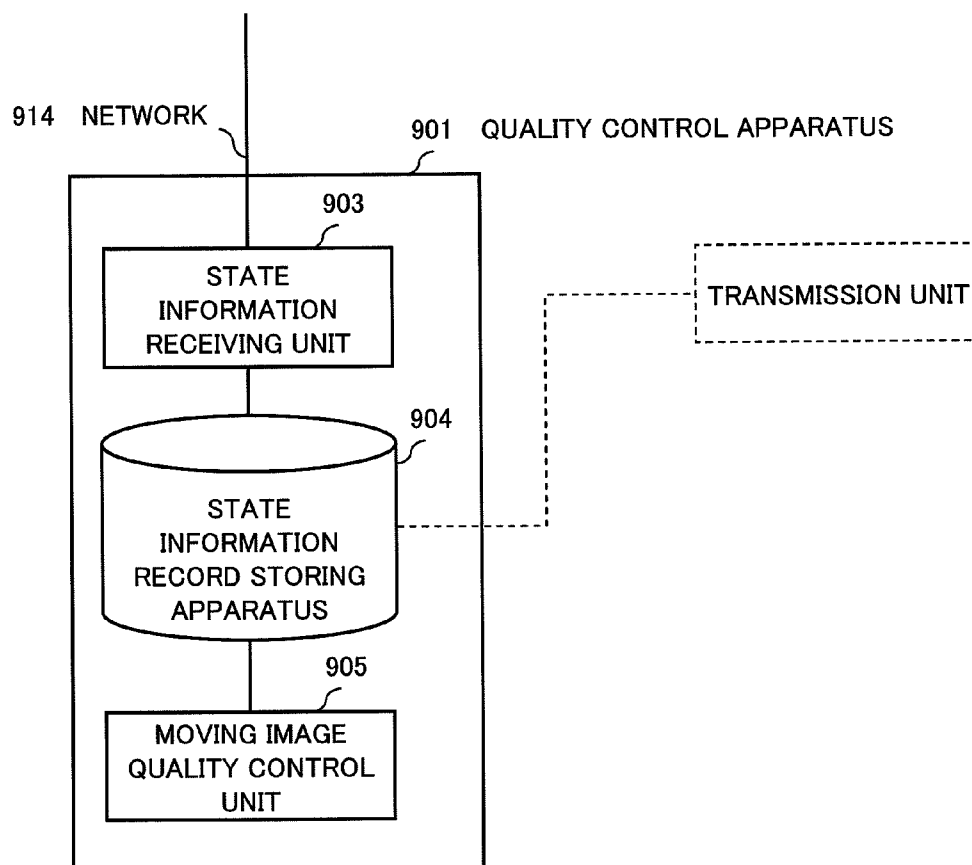 914 NETWORK
901 QUALITY CONTROL APPARATUS
903
STATE
INFORMATION
RECEIVING UNIT
TRANSMISSION UNIT
904
STATE
INFORMATION
RECORD STORING
APPARATUS
905
MOVING IMAGE
QUALITY CONTROL
UNIT